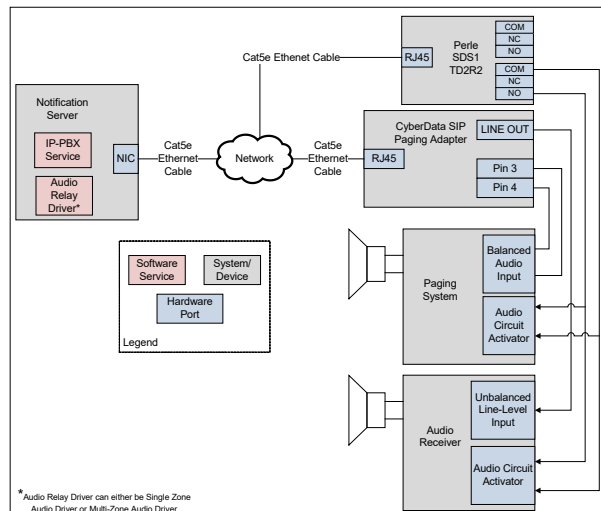 Cat5e Ethenet Cable
RJ45
Perle
SDS1
TD2R2
COM
NC
NO
COM
NC
NO
Notification
Server
IP-PBX
Service
Audio
Relay
Driver*
NIC
Cat5e
Ethernet
Cable
Network
Cat5e
Ethernet
Cable
CyberData SIP
Paging Adapter
RJ45
LINE OUT
Pin 3
Pin 4
Software
Service
System/
Device
Hardware
Port
Legend
Paging
System
Balanced
Audio
Input
Audio
Circuit
Activator
Audio
Receiver
Unbalanced
Line-Level
Input
Audio Circuit
Activator
*Audio Relay Driver can either be Single Zone
Audio Driver or Multi-Zone Audio Driver